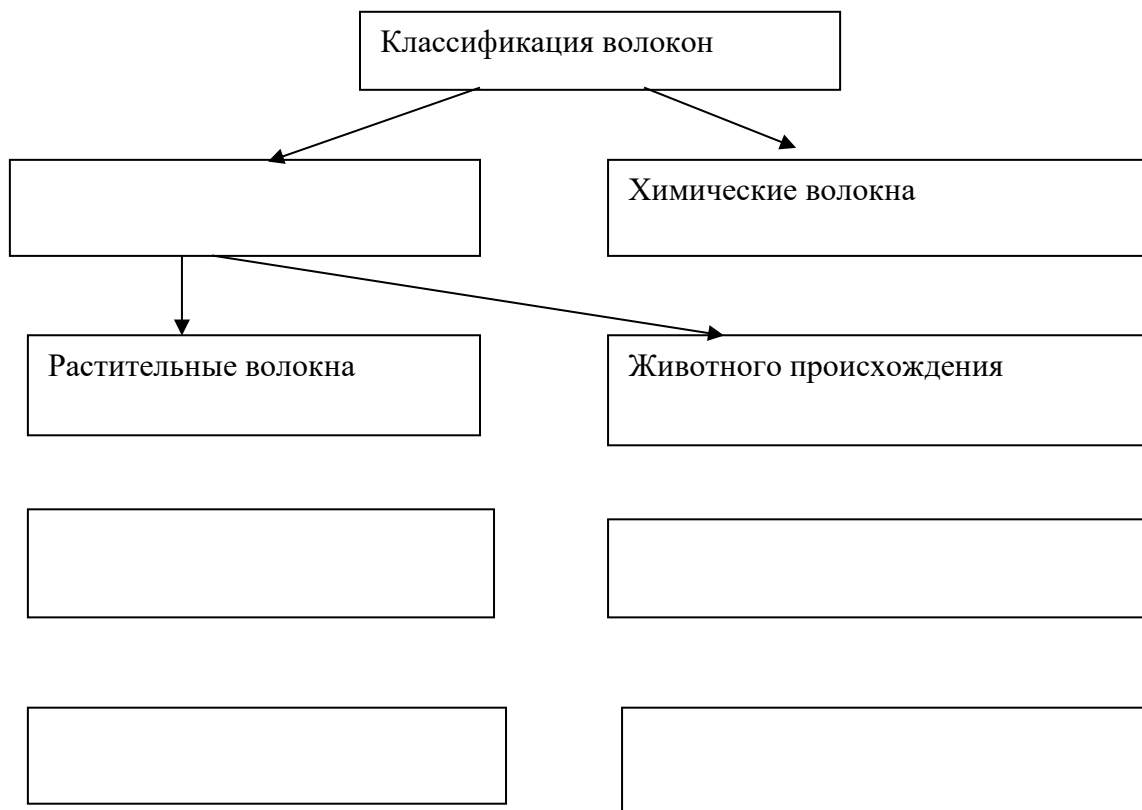 Классификация волокон
Химические волокна
Растительные волокна
Животного происхождения